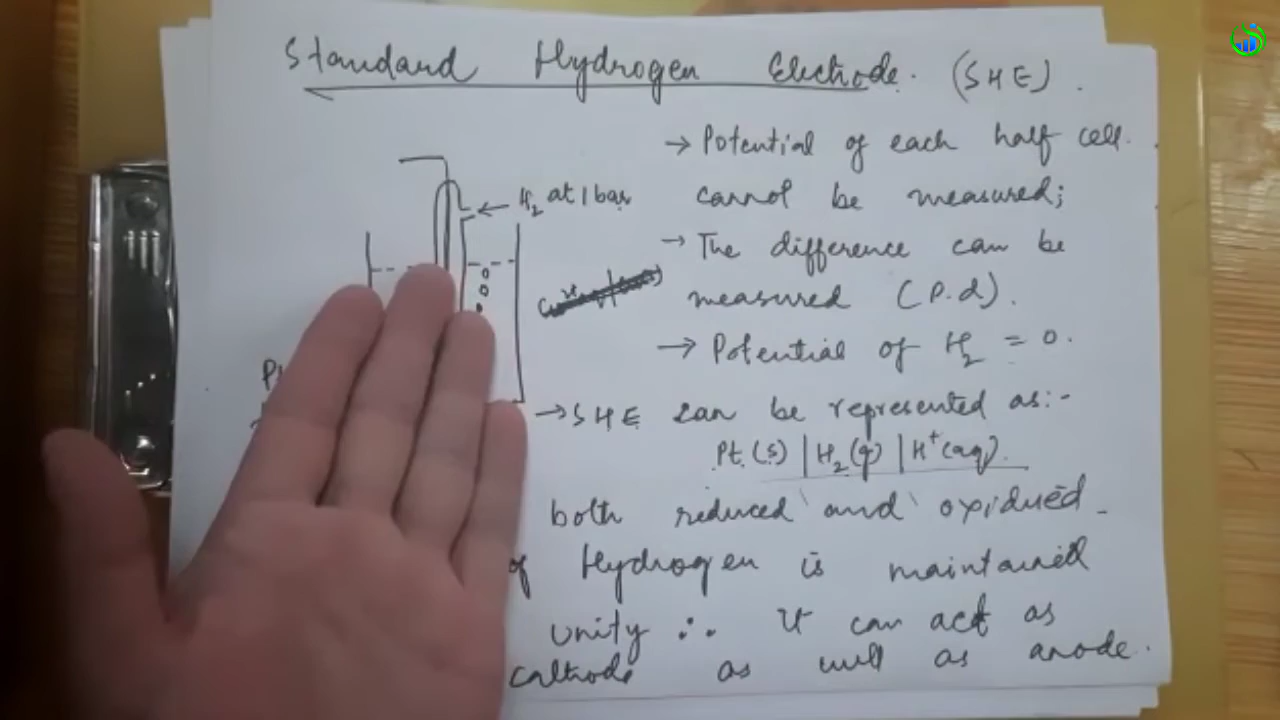 Standard Hydrogen Electrode. (SHE).
H2 at 1 bar
→ Potential of each half cell.
cannot be measured;
→ The difference can be
measured (P.d).
→ Potential of H2 = 0.
→ SHE can be represented as:-
Pt (s) | H2 (g) | H+ (aq).
both reduced and oxidized
of Hydrogen is maintained
unity ∴ It can act as
cathode as well as anode.